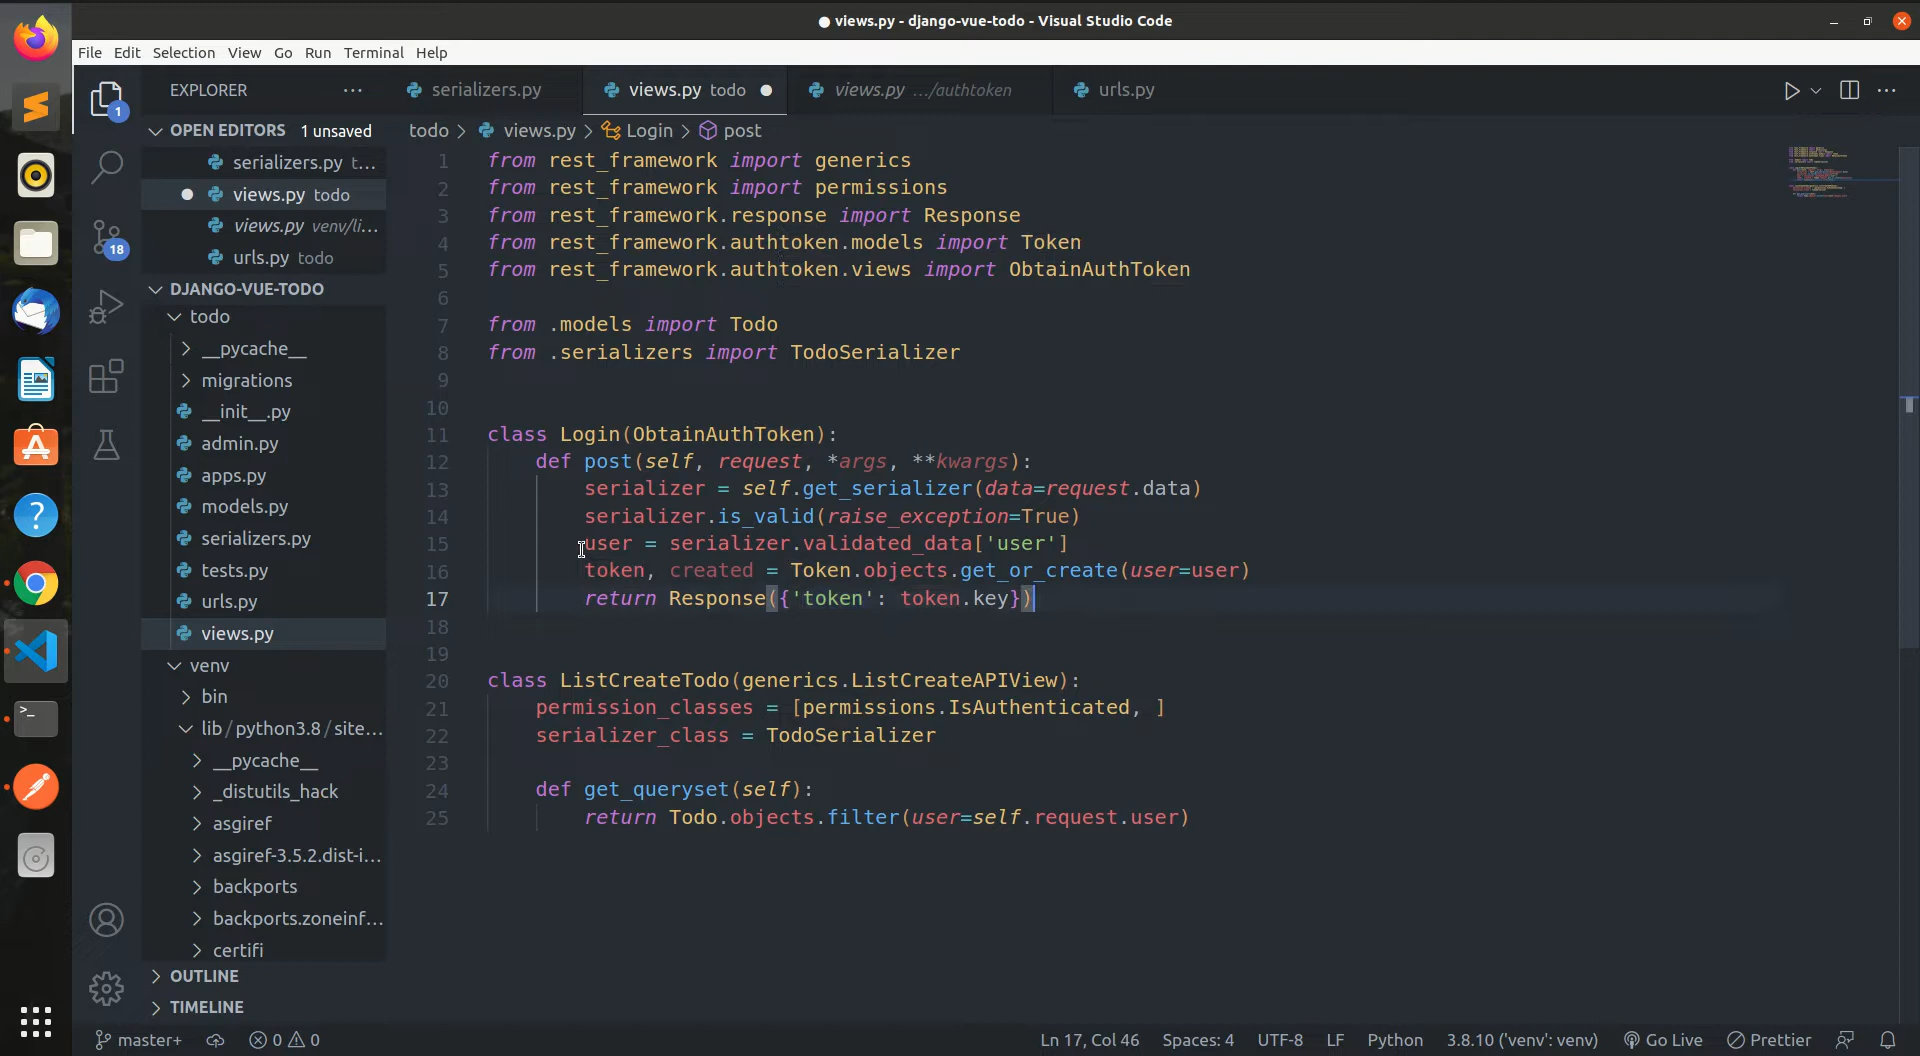 views.py - django-vue-todo - Visual Studio Code
File Edit Selection View Go Run Terminal Help
EXPLORER
serializers.py
views.py todo
views.py .../authtoken
urls.py
1
OPEN EDITORS 1 unsaved
todo > views.py > Login > post
serializers.py t...
views.py todo
views.py venv/li...
urls.py todo
18
DJANGO-VUE-TODO
todo
__pycache__
migrations
__init__.py
admin.py
apps.py
models.py
serializers.py
tests.py
urls.py
views.py
venv
bin
lib/python3.8/site...
__pycache__
_distutils_hack
asgiref
asgiref-3.5.2.dist-i...
backports
backports.zoneinf...
certifi
OUTLINE
TIMELINE
1 from rest_framework import generics
2 from rest_framework import permissions
3 from rest_framework.response import Response
4 from rest_framework.authtoken.models import Token
5 from rest_framework.authtoken.views import ObtainAuthToken
6
7 from .models import Todo
8 from .serializers import TodoSerializer
9
10
11 class Login(ObtainAuthToken):
12 def post(self, request, *args, **kwargs):
13 serializer = self.get_serializer(data=request.data)
14 serializer.is_valid(raise_exception=True)
15 user = serializer.validated_data['user']
16 token, created = Token.objects.get_or_create(user=user)
17 return Response({'token': token.key})
18
19
20 class ListCreateTodo(generics.ListCreateAPIView):
21 permission_classes = [permissions.IsAuthenticated, ]
22 serializer_class = TodoSerializer
23
24 def get_queryset(self):
25 return Todo.objects.filter(user=self.request.user)
master+ 0 0 Ln 17, Col 46 Spaces: 4 UTF-8 LF Python 3.8.10 ('venv': venv) Go Live Prettier